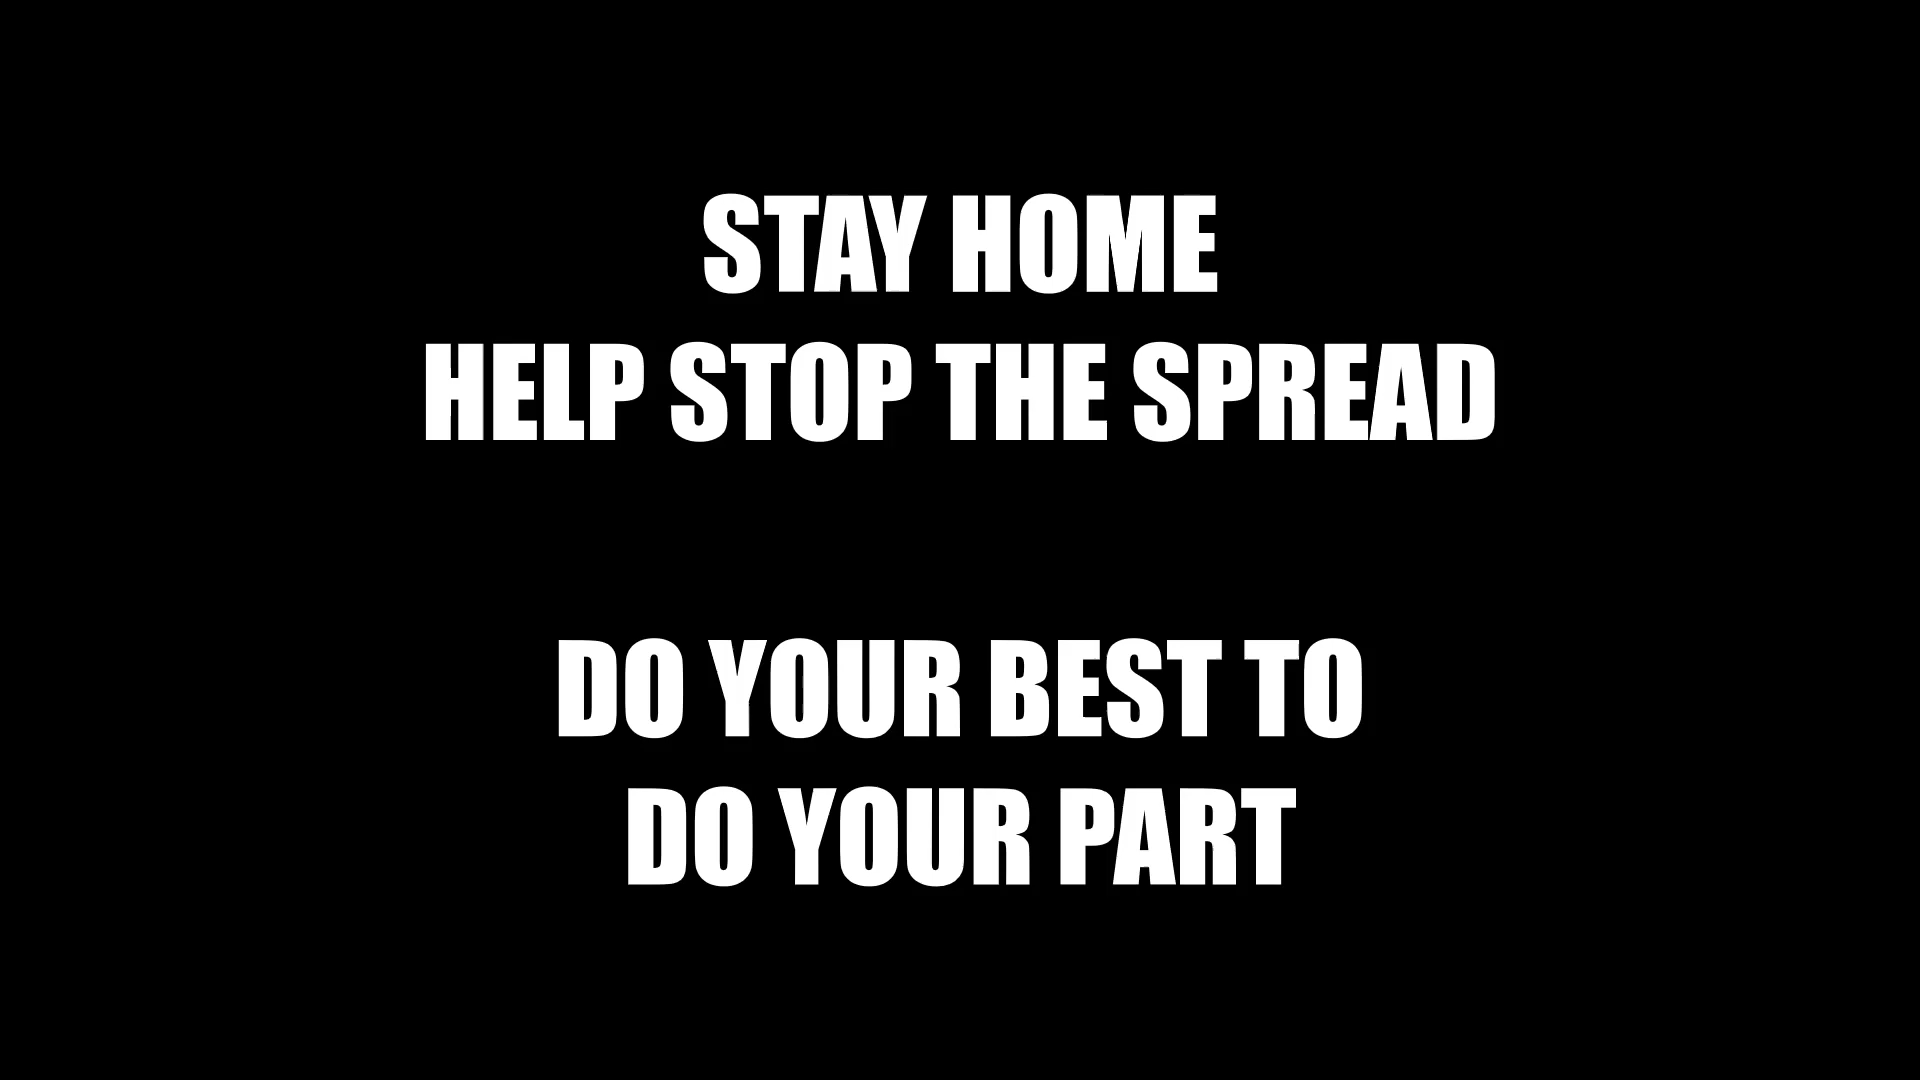 STAY HOME
HELP STOP THE SPREAD
DO YOUR BEST TO
DO YOUR PART